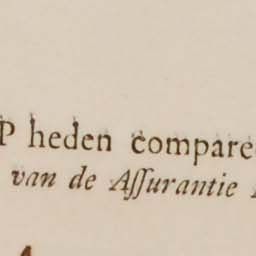 P heden compare
van de Aſſurantie